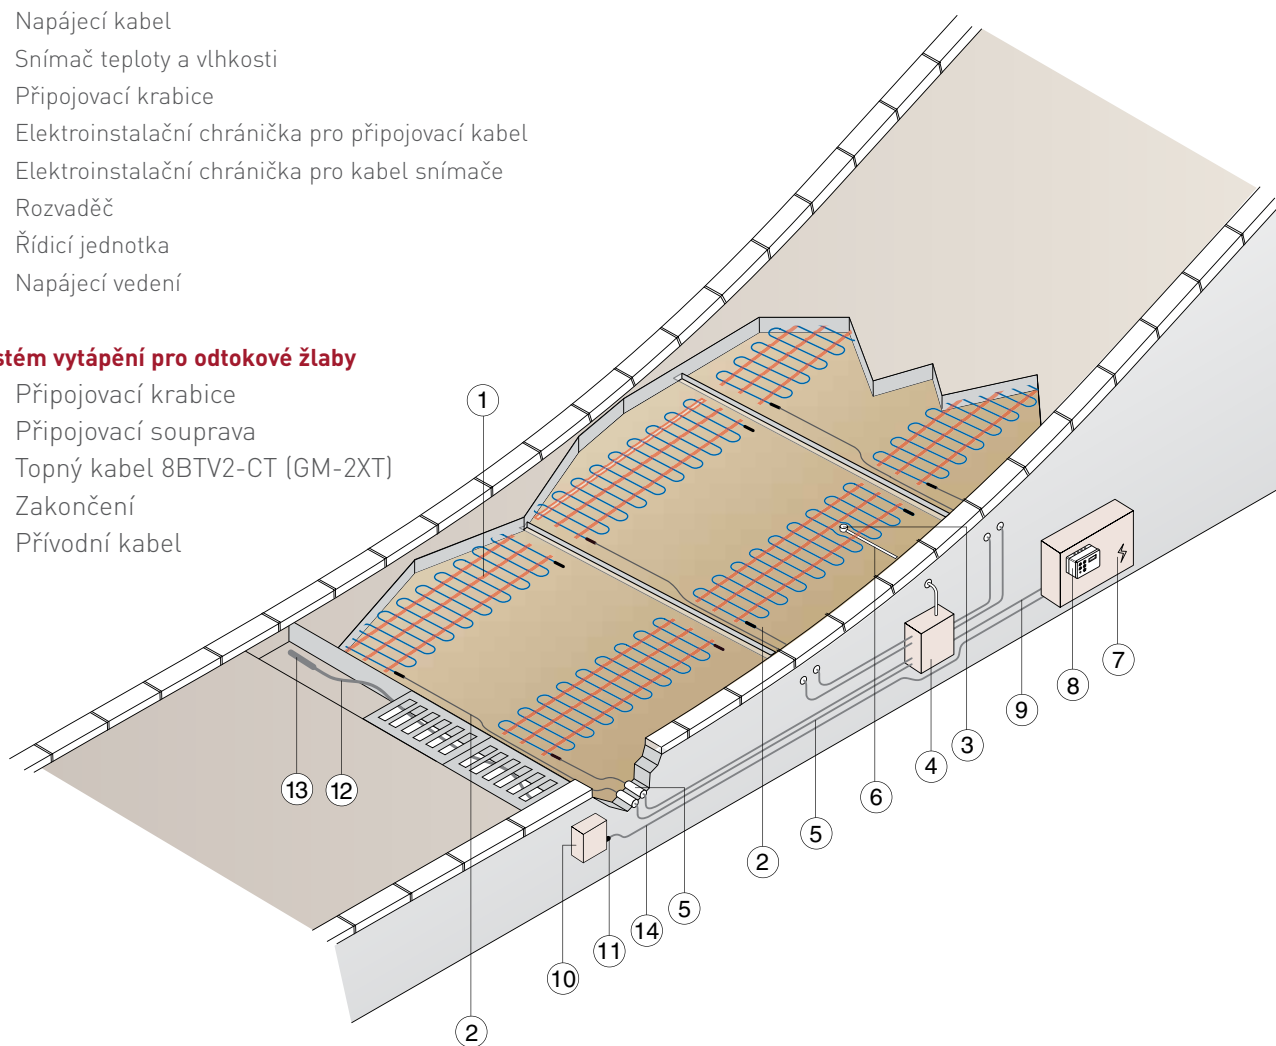 Napájecí kabel
Snímač teploty a vlhkosti
Připojovací krabice
Elektroinstalační chránička pro připojovací kabel
Elektroinstalační chránička pro kabel snímače
Rozvaděč
Řídicí jednotka
Napájecí vedení
stém vytápění pro odtokové žlaby
Připojovací krabice
Připojovací souprava
Topný kabel 8BTV2-CT (GM-2XT)
Zakončení
Přívodní kabel
1
3
7
8
9
4
6
5
2
13
12
5
14
11
10
2